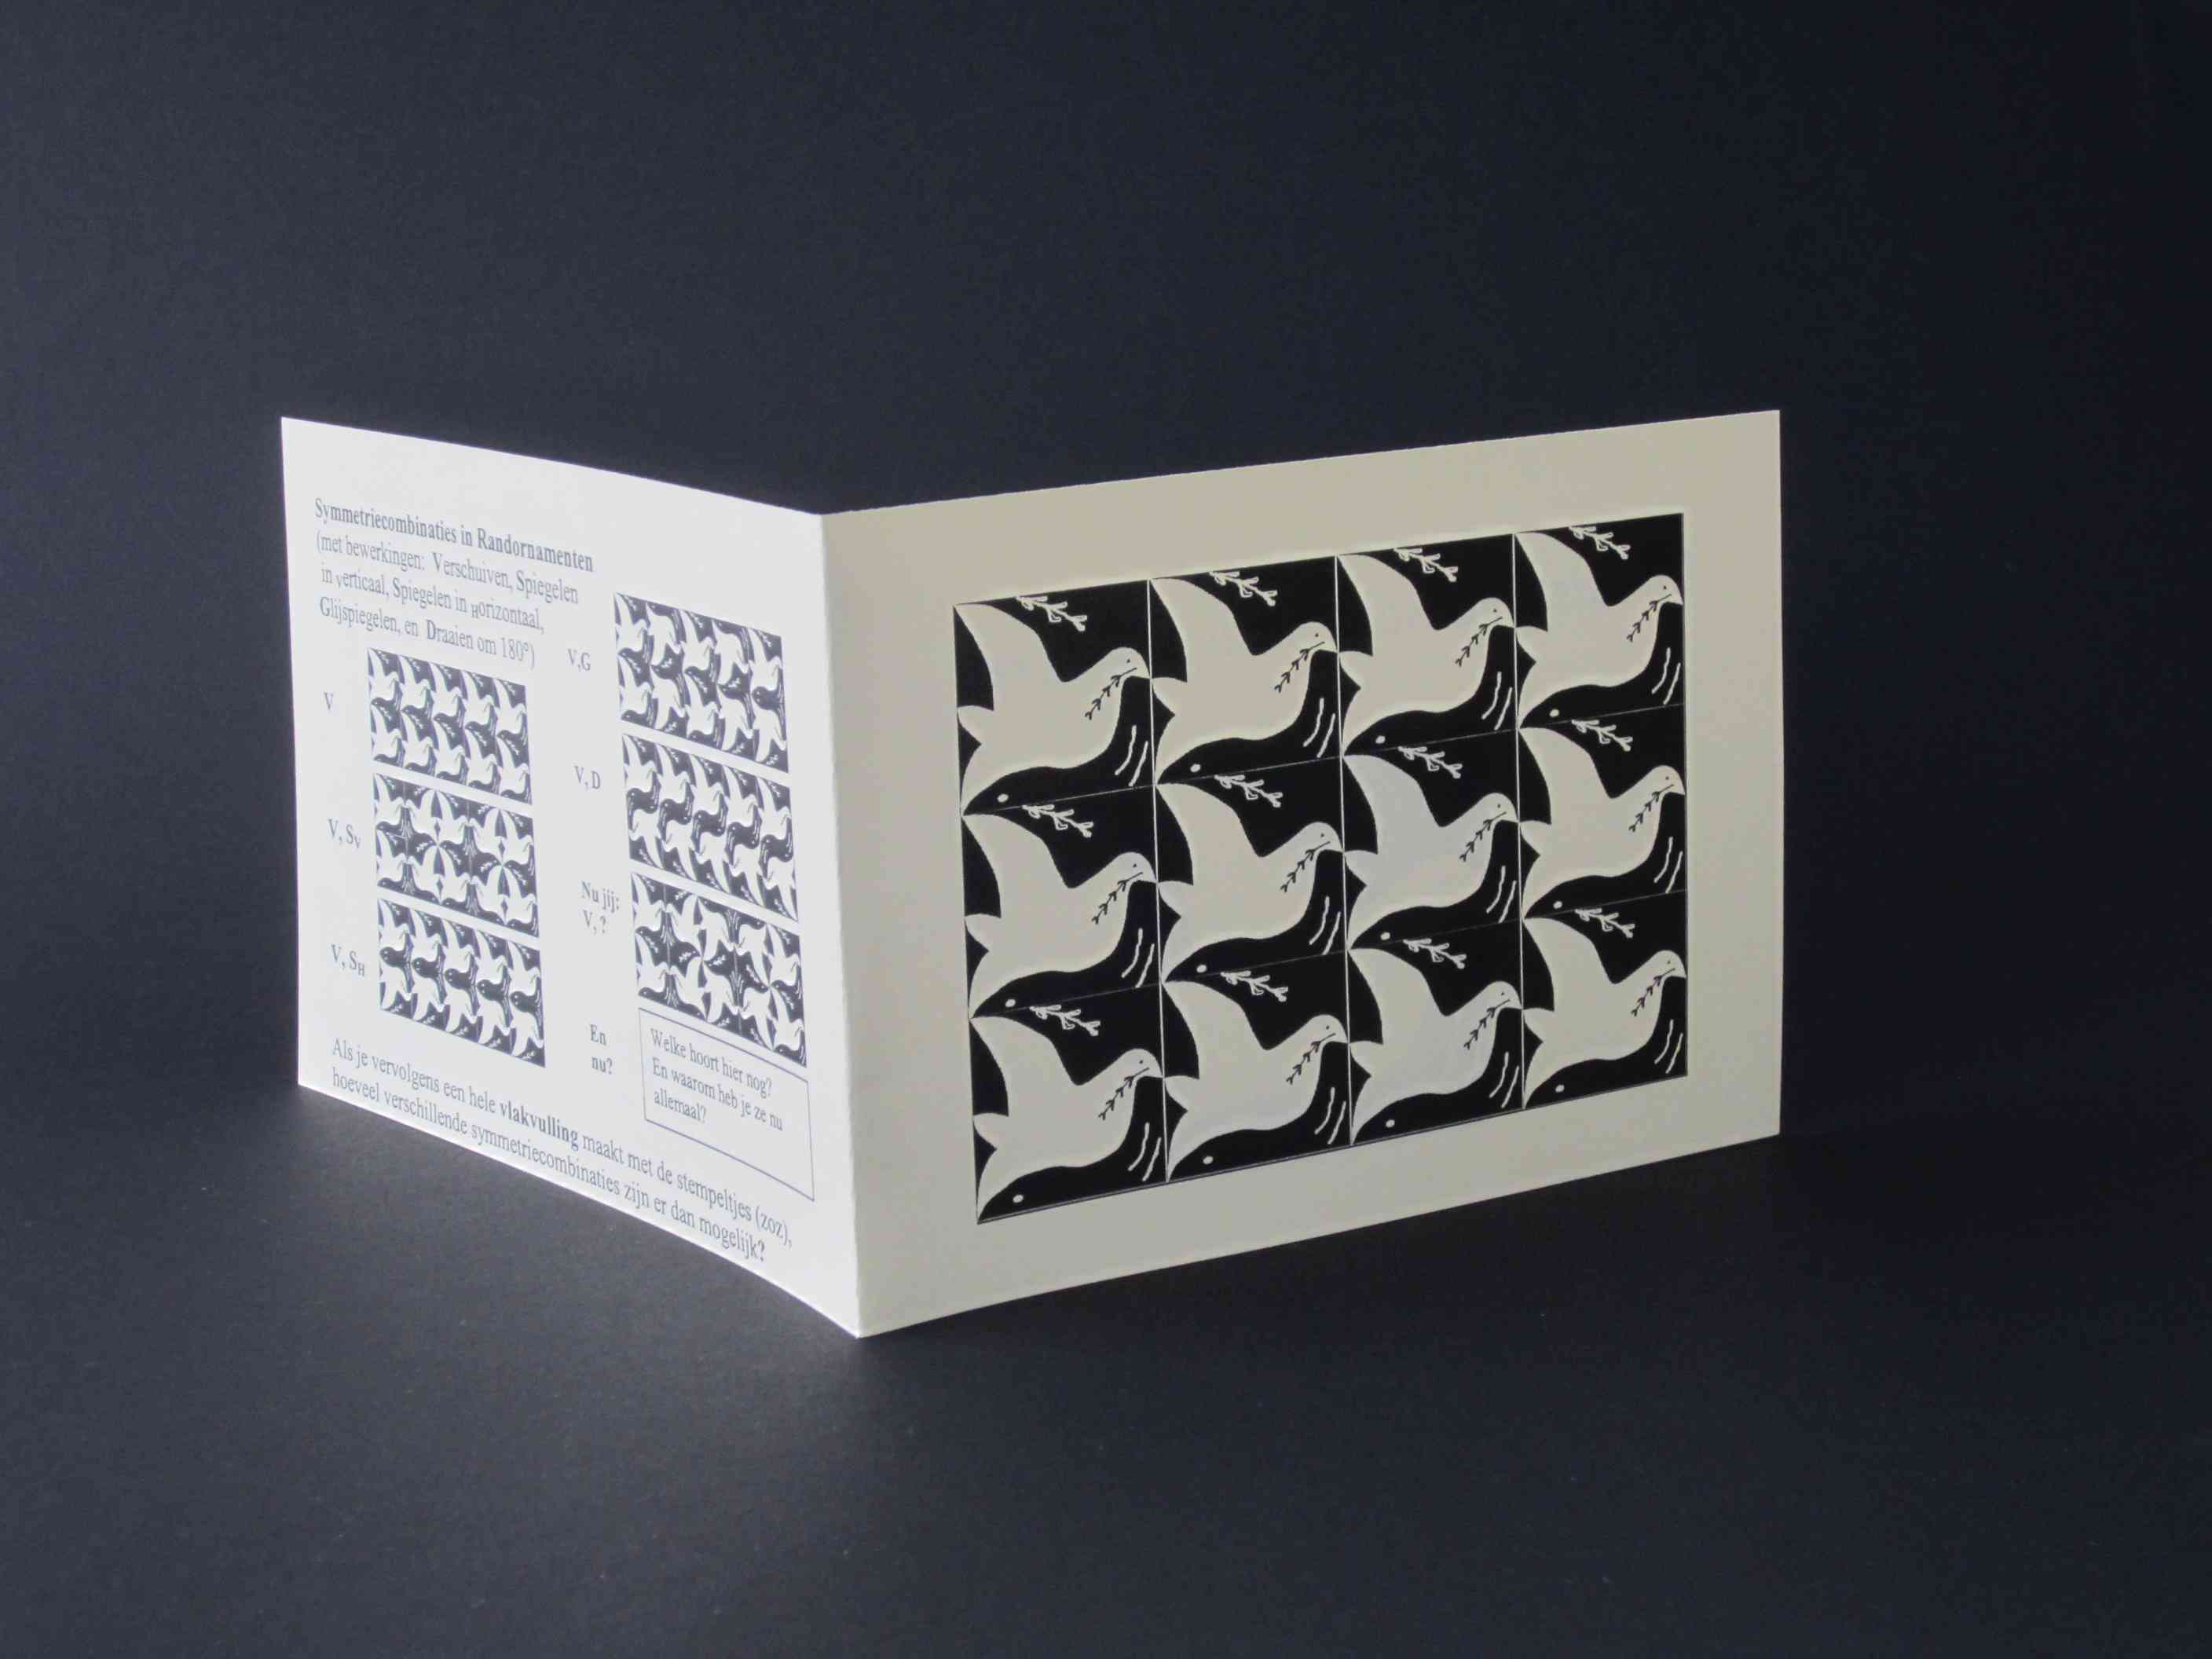 Symmetriecombinaties in Randornamenten
(met bewerkingen: Verschuiven, Spiegelen
in verticaal, Spiegelen in Horizontaal,
Glijspiegelen, en Draaien om 180°)
V
V, SV
V, SH
V,G
V, D
Nu jij:
V, ?
En
nu?
Welke hoort hier nog?
En waarom heb je ze nu
allemaal?
Als je vervolgens een hele vlakvulling maakt met de stempeltjes (zoz),
hoeveel verschillende symmetriecombinaties zijn er dan mogelijk?